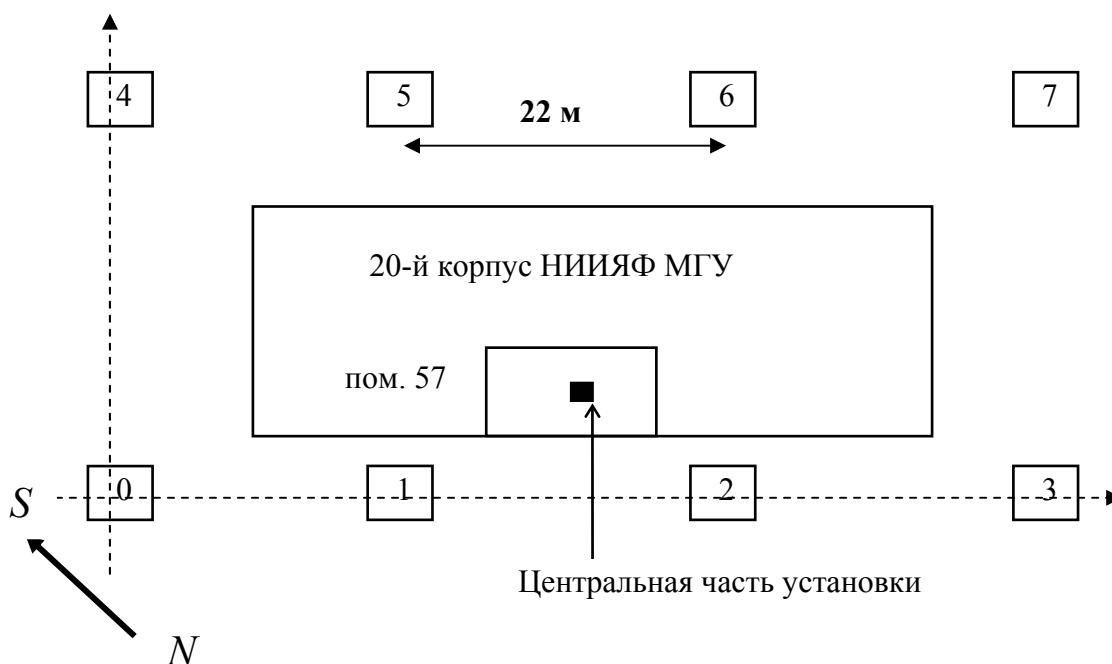 4 5 6 7
22 м
20-й корпус НИИЯФ МГУ
пом. 57
0 1 2 3
S
Центральная часть установки
N